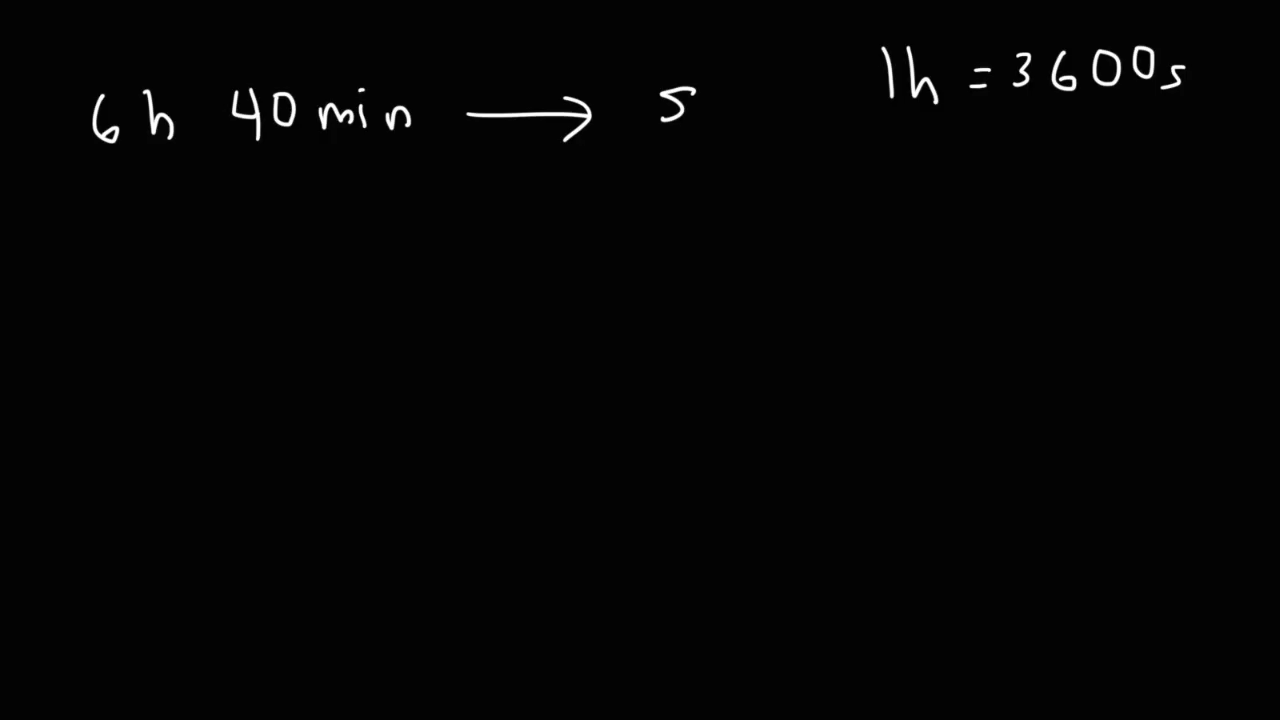 6 h 40 min → s
1h = 3600s